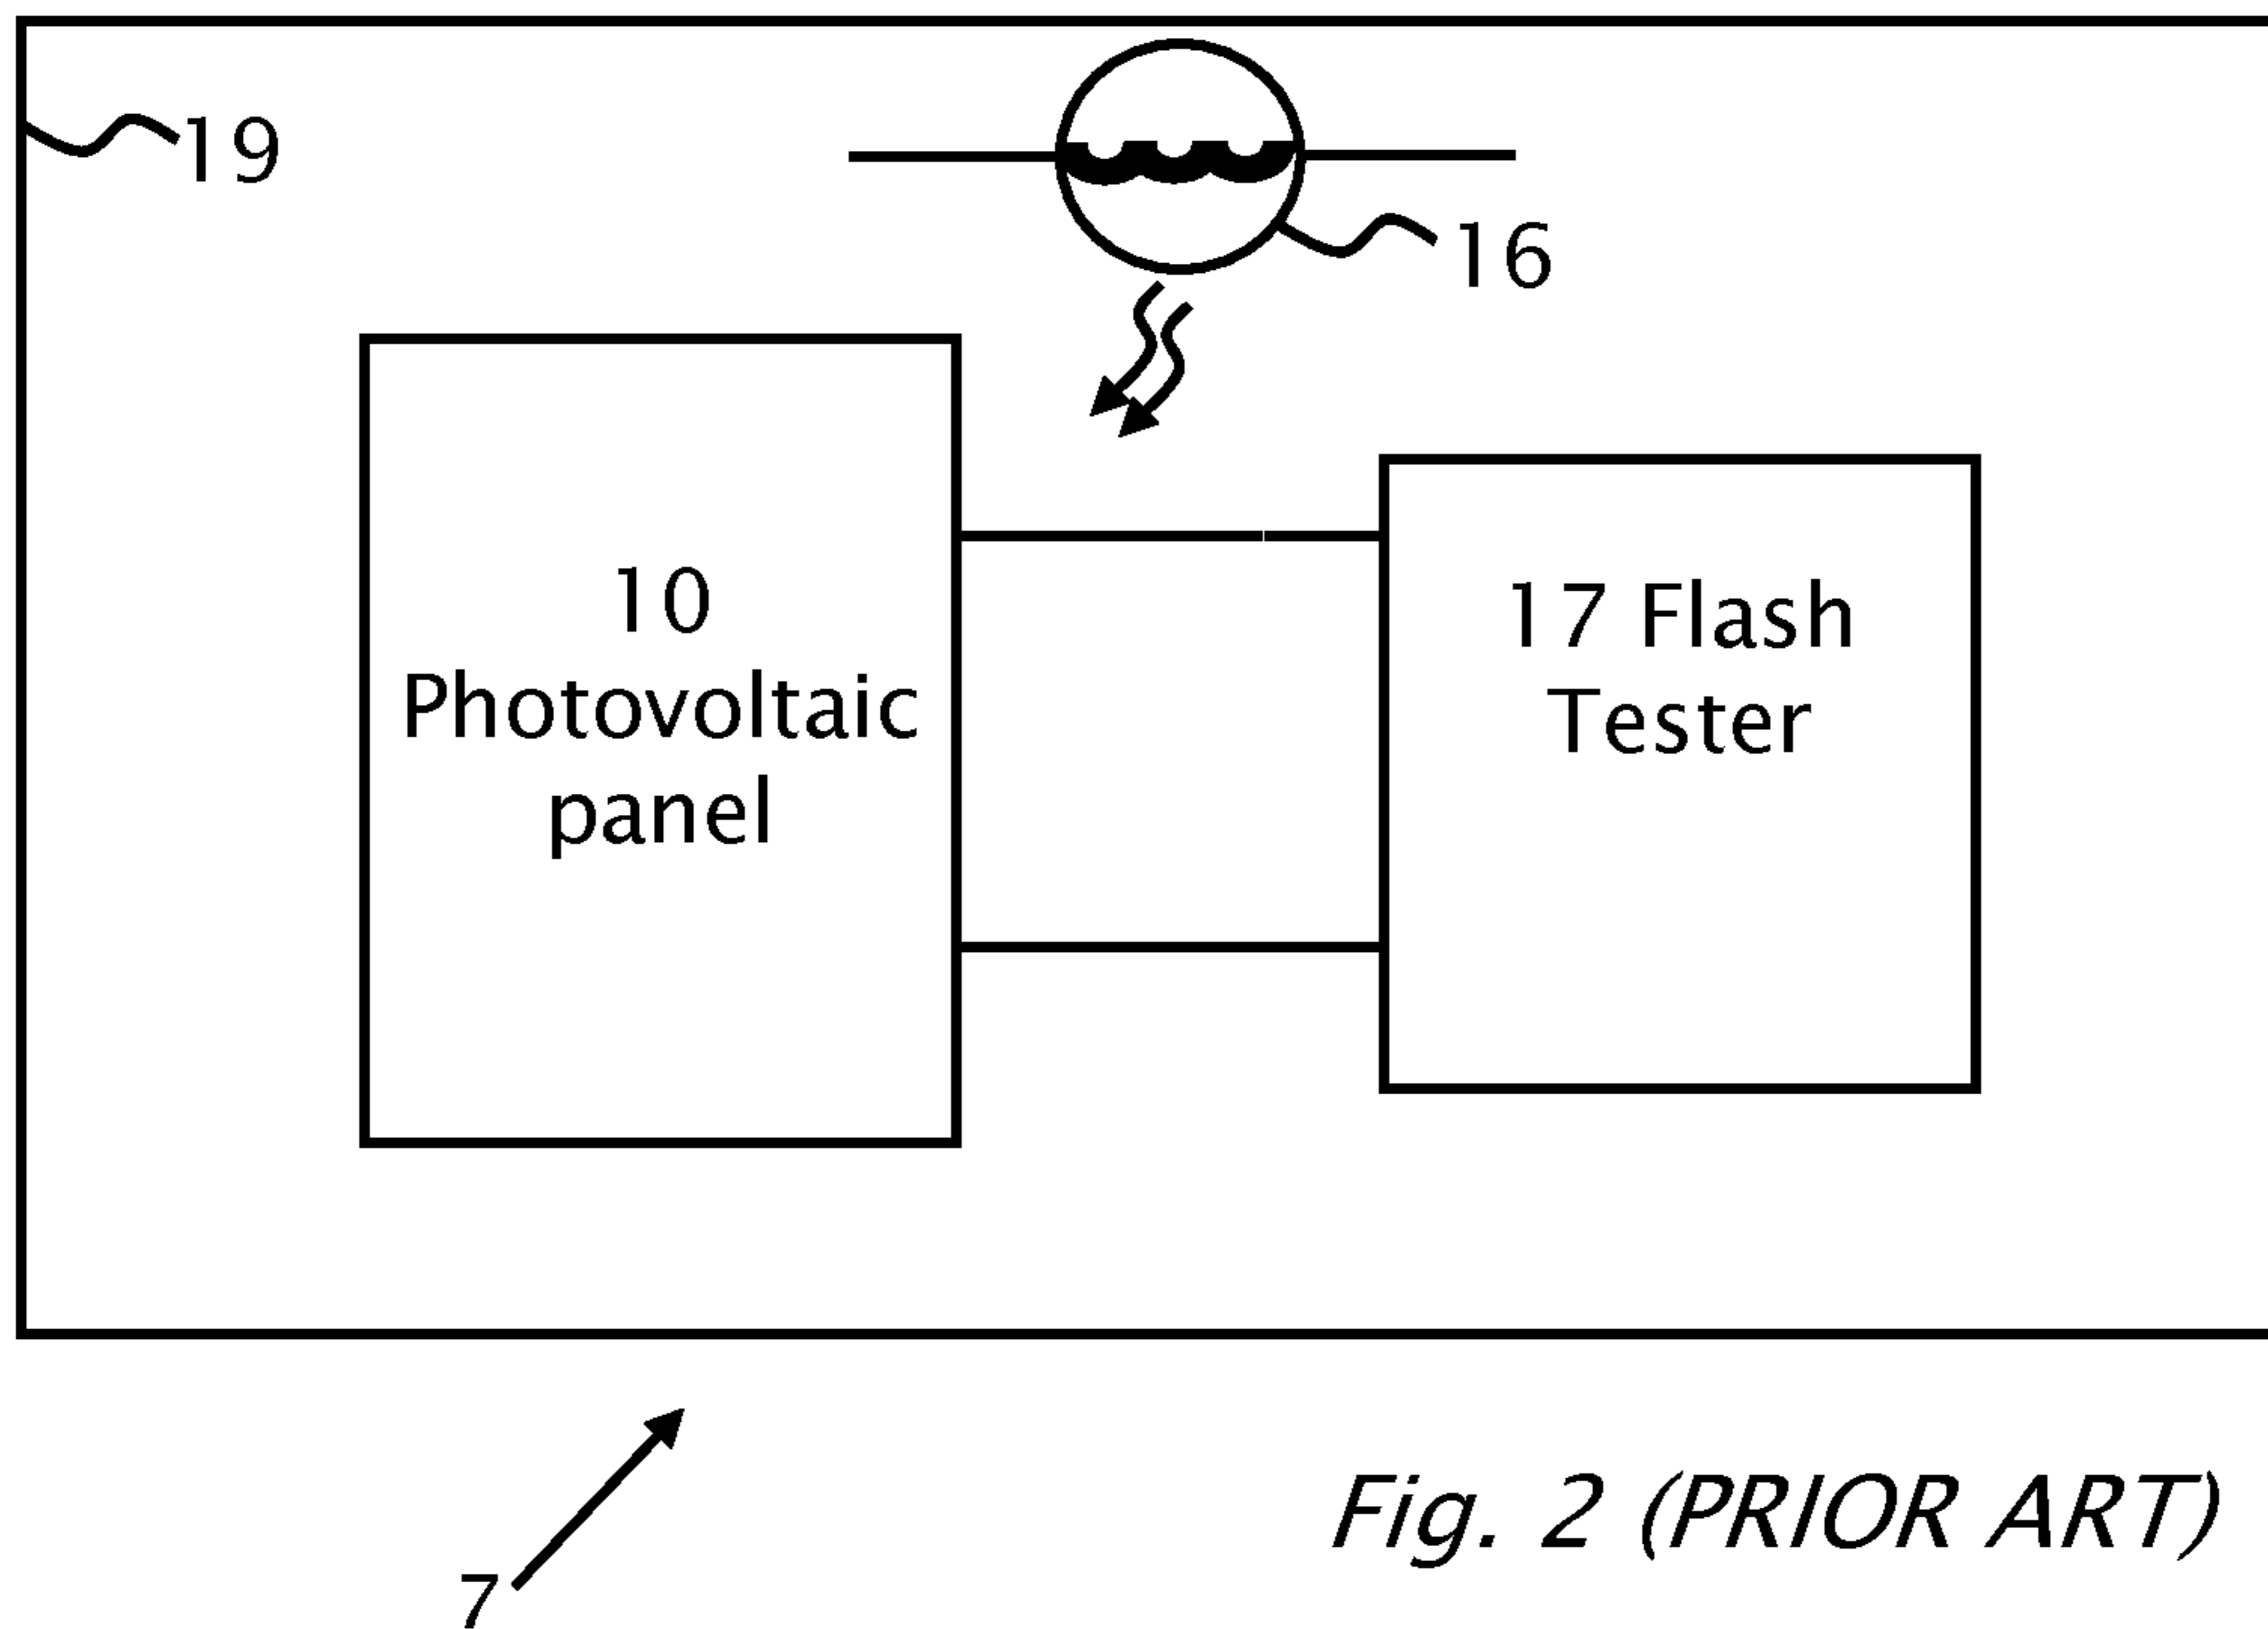 19
16
10
Photovoltaic
panel
17 Flash
Tester
7
Fig. 2 (PRIOR ART)